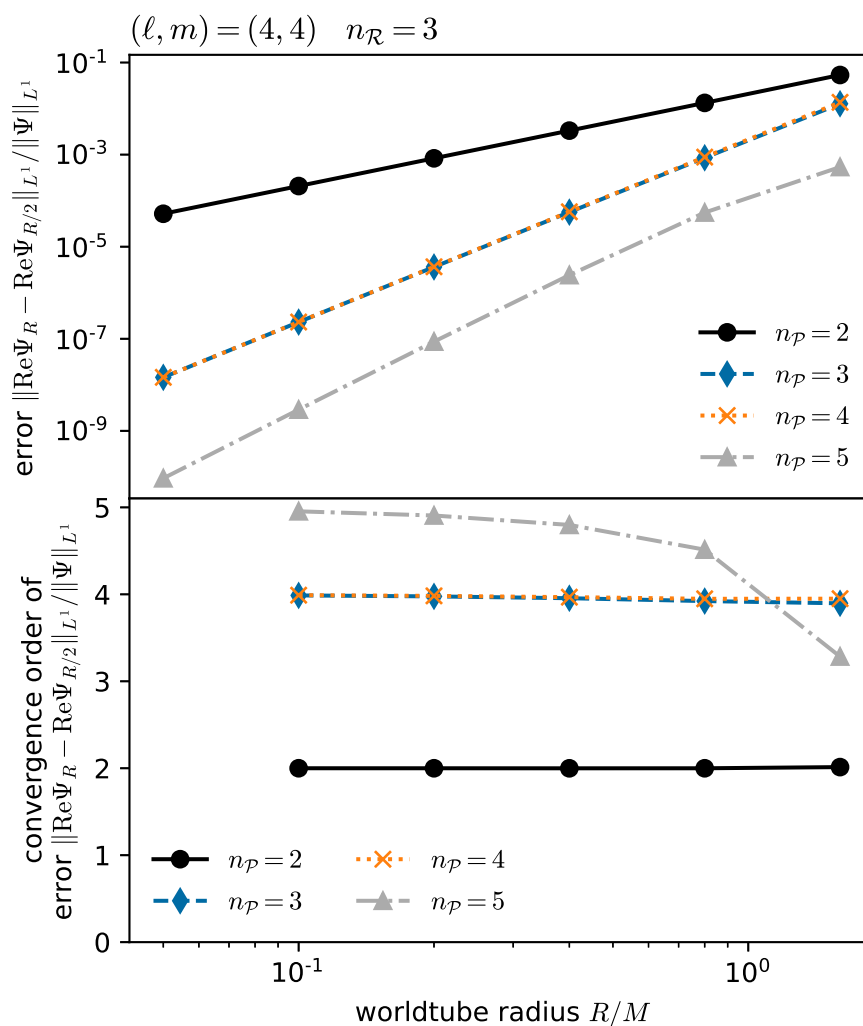 (ℓ, m) = (4, 4)   n_ℛ = 3
error ‖ReΨ_R − ReΨ_{R/2}‖_{L^1}/‖Ψ‖_{L^1}
10^{-1}
10^{-3}
10^{-5}
10^{-7}
10^{-9}
n_𝒫 = 2
n_𝒫 = 3
n_𝒫 = 4
n_𝒫 = 5
convergence order of
error ‖ReΨ_R − ReΨ_{R/2}‖_{L^1}/‖Ψ‖_{L^1}
5
4
3
2
1
0
n_𝒫 = 2   n_𝒫 = 4
n_𝒫 = 3   n_𝒫 = 5
10^{-1}   10^{0}
worldtube radius R/M